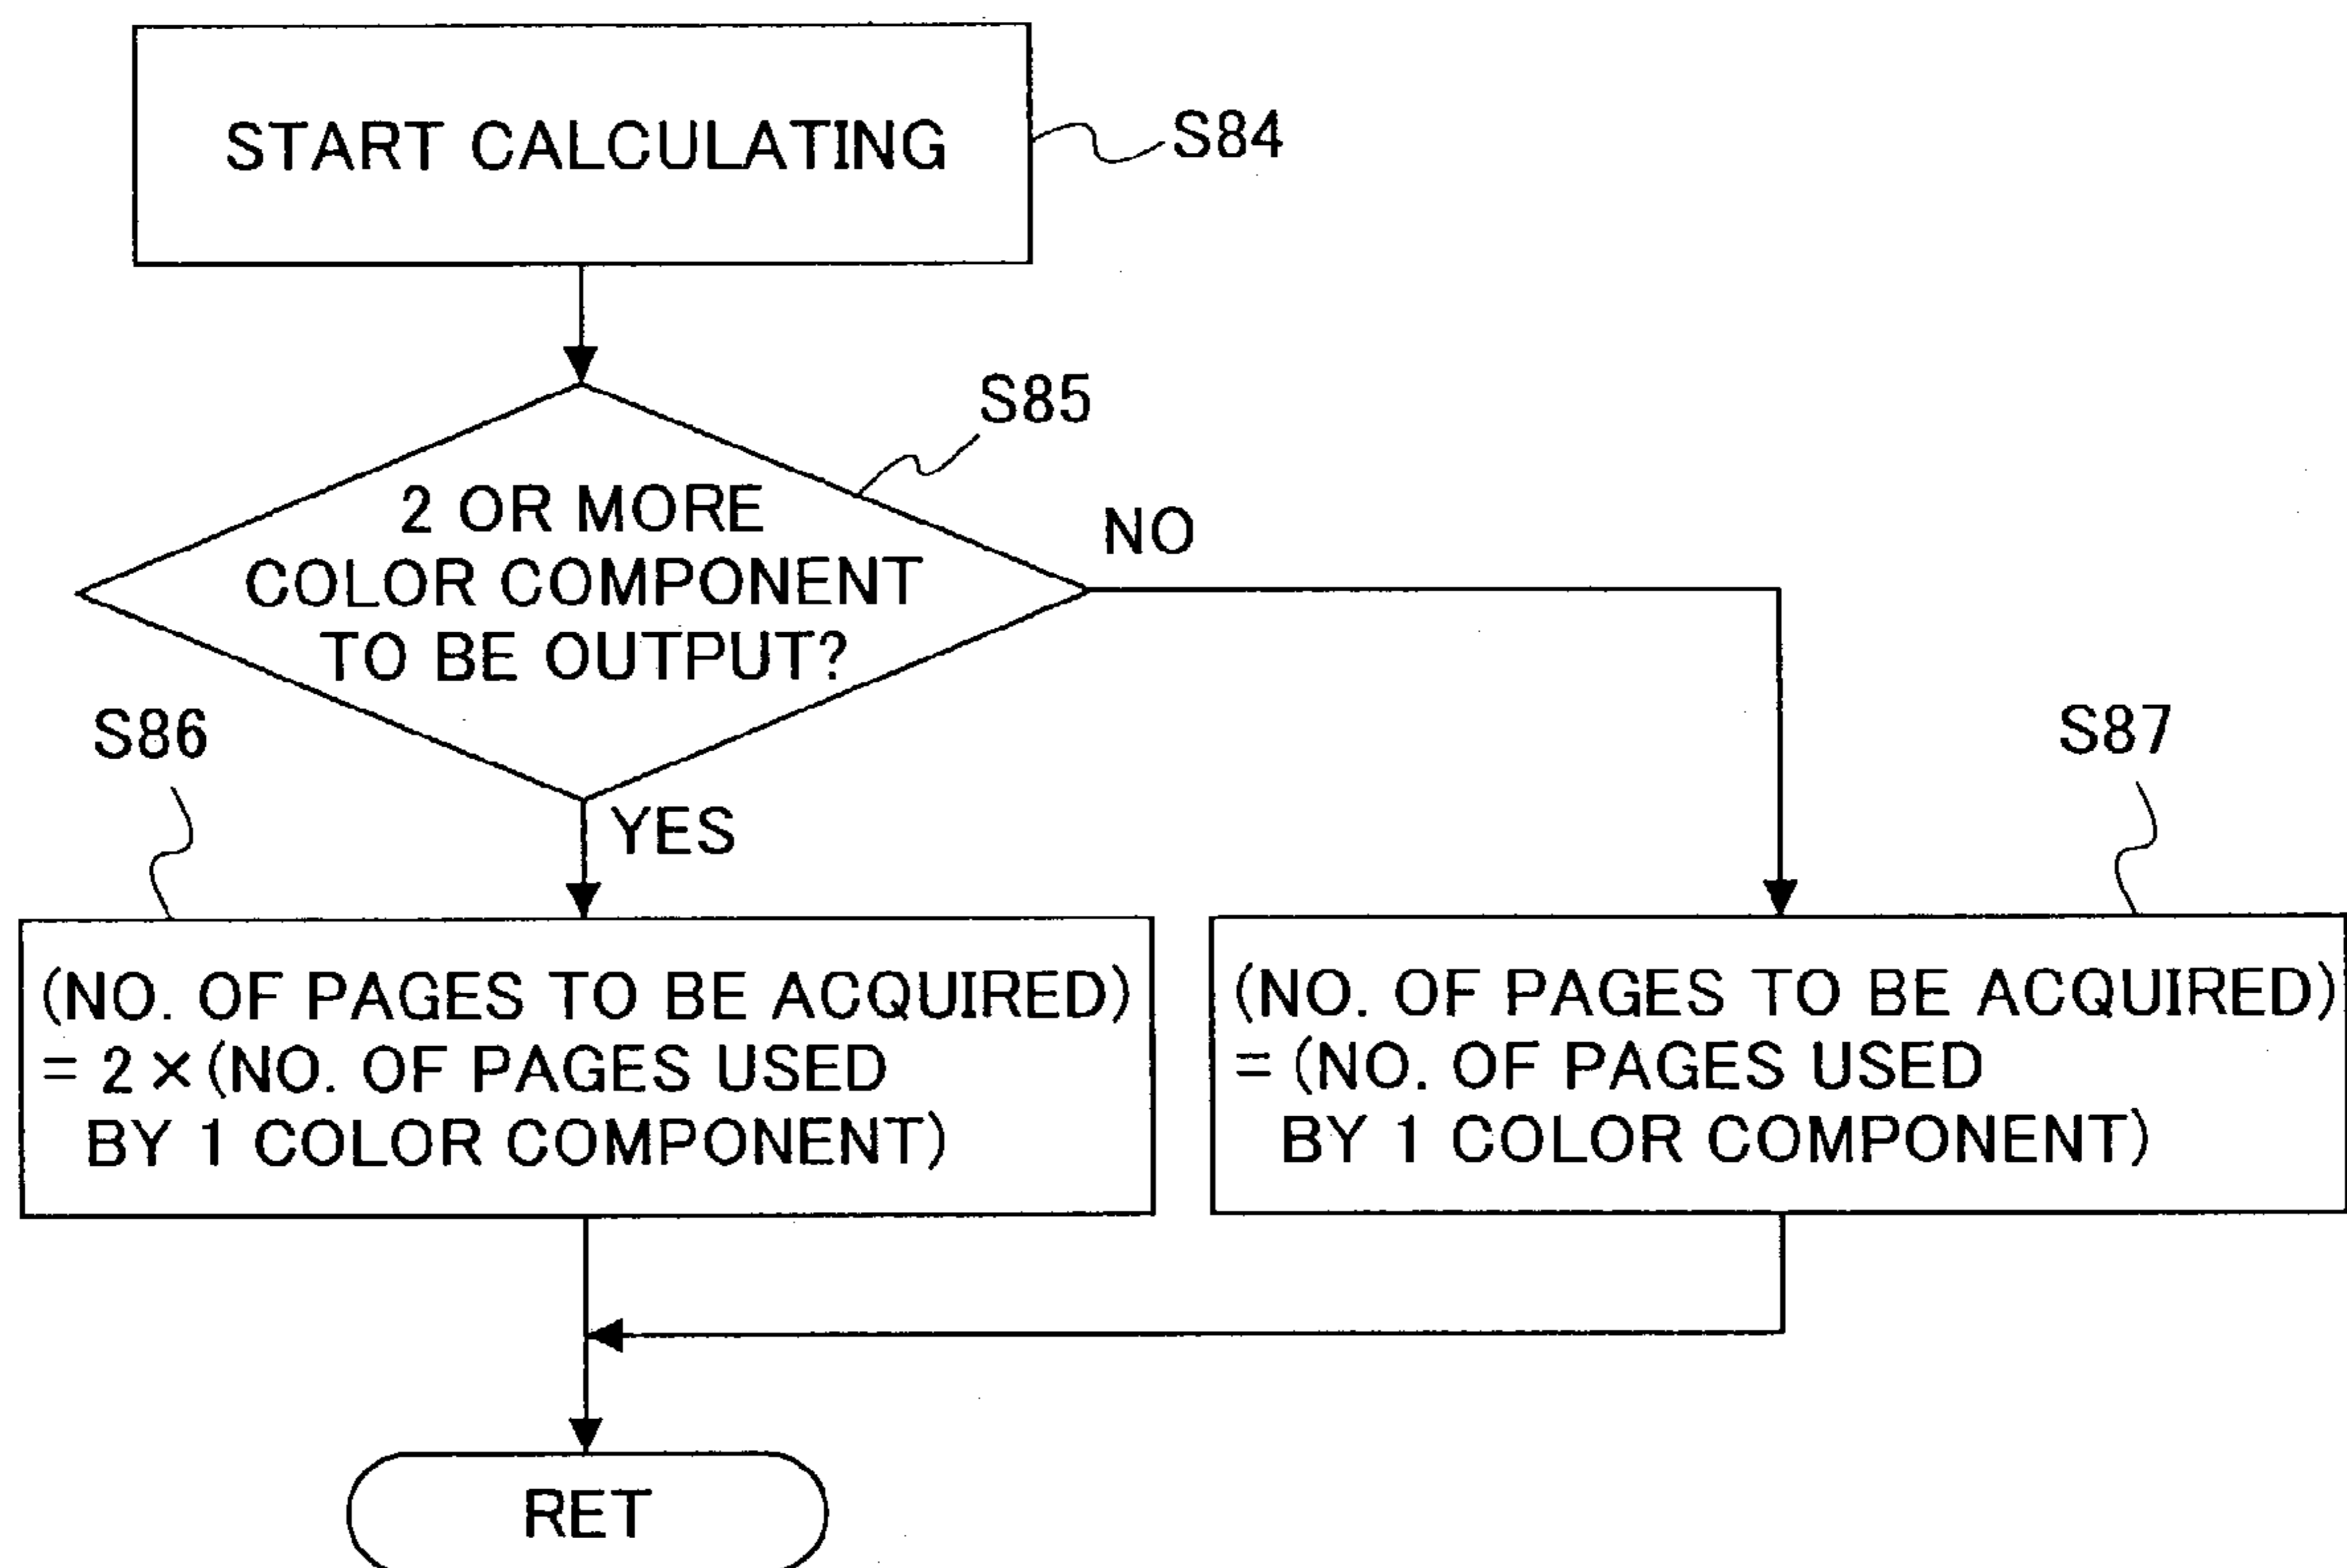 START CALCULATING
S84
S85
2 OR MORE
COLOR COMPONENT
TO BE OUTPUT?
NO
YES
S86
(NO. OF PAGES TO BE ACQUIRED)
= 2 × (NO. OF PAGES USED
BY 1 COLOR COMPONENT)
S87
(NO. OF PAGES TO BE ACQUIRED)
= (NO. OF PAGES USED
BY 1 COLOR COMPONENT)
RET